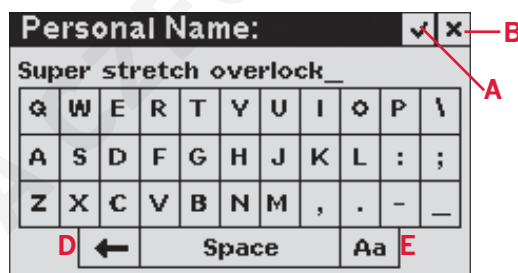 Personal Name: ✓ ×
B
A
Super stretch overlock_
Q W E R T Y U I O P \
A S D F G H J K L : ;
Z X C V B N M , . - _
D ← Space Aa E